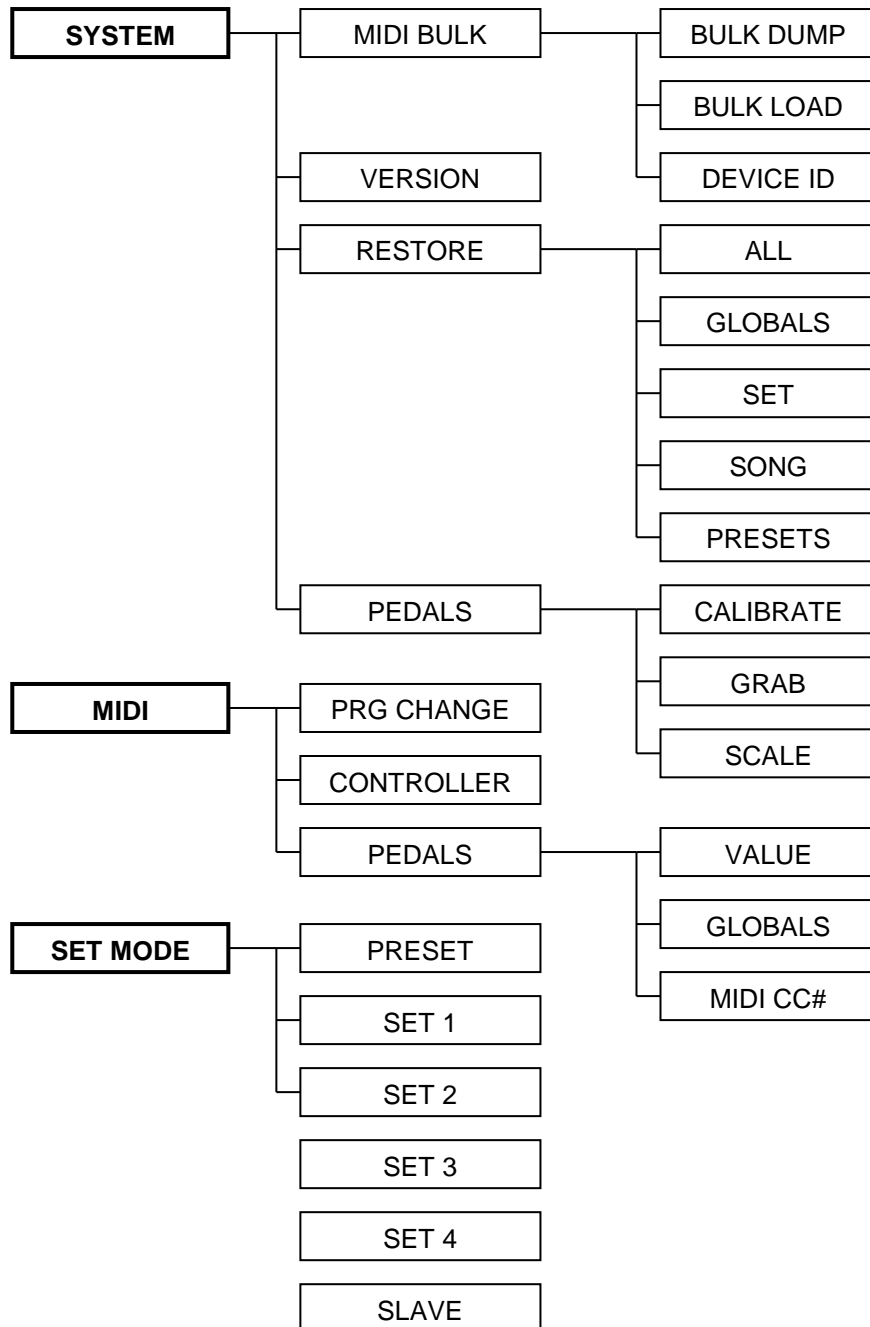 SYSTEM
MIDI BULK
BULK DUMP
BULK LOAD
VERSION
DEVICE ID
RESTORE
ALL
GLOBALS
SET
SONG
PRESETS
PEDALS
CALIBRATE
GRAB
SCALE
MIDI
PRG CHANGE
CONTROLLER
PEDALS
VALUE
GLOBALS
MIDI CC#
SET MODE
PRESET
SET 1
SET 2
SET 3
SET 4
SLAVE